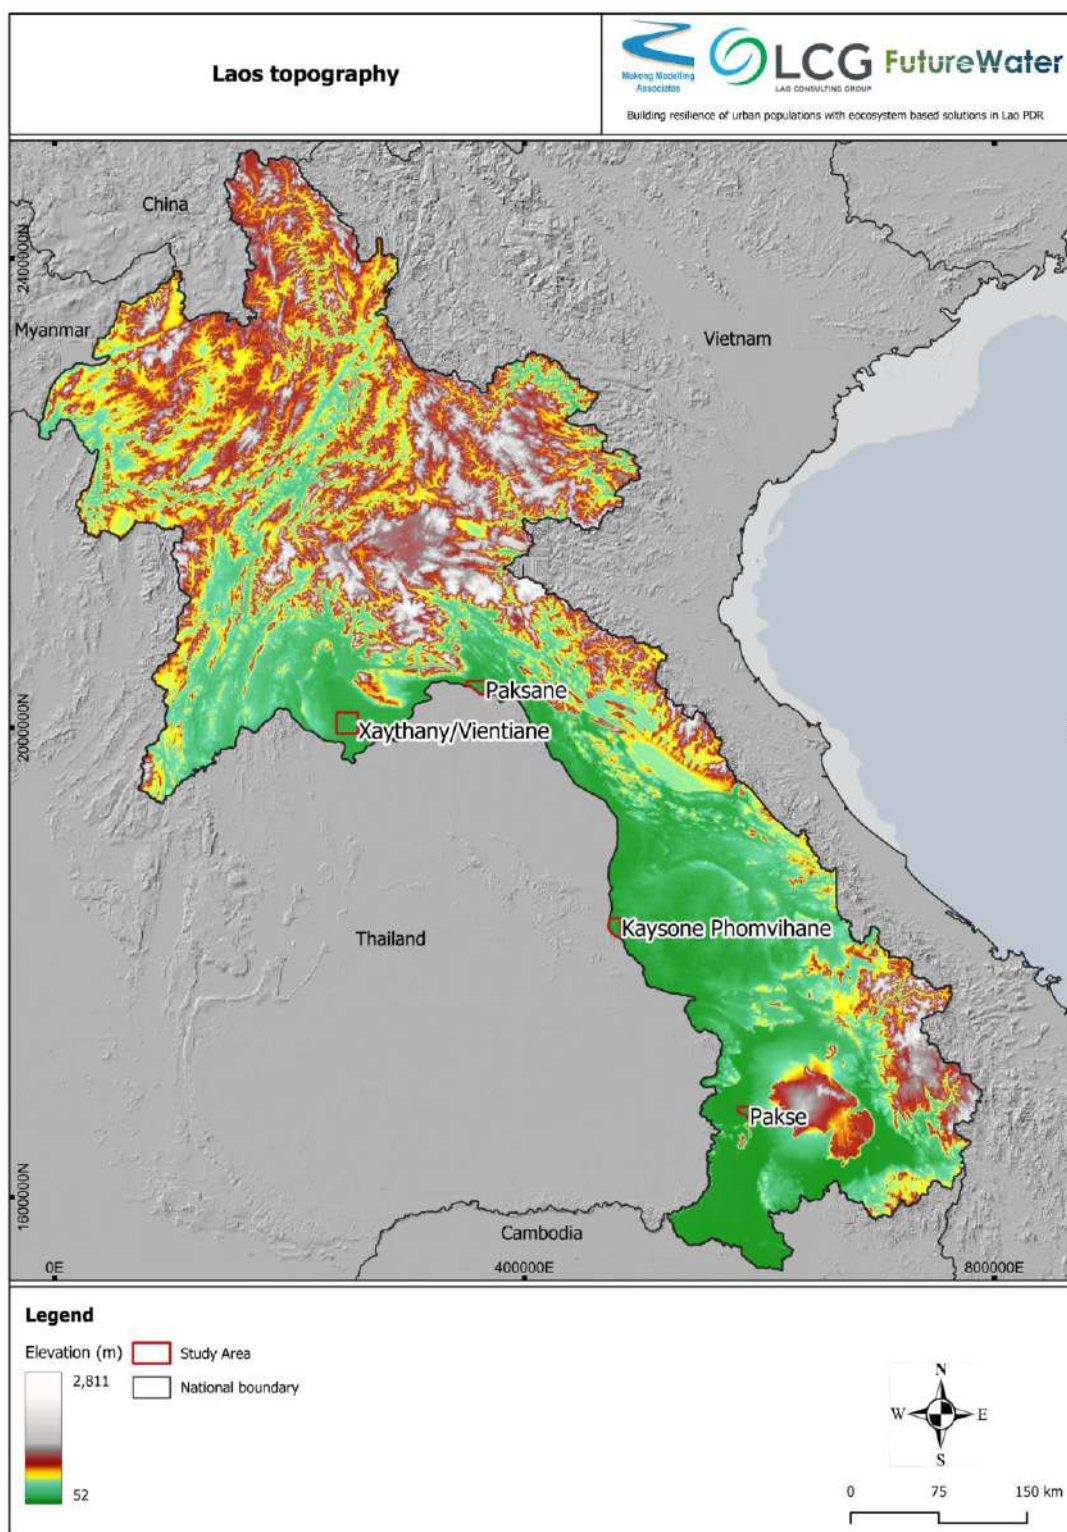 Laos topography
Mekong Modelling
Associates
LCG
LAO CONSULTING GROUP
FutureWater
Building resilience of urban populations with eocosystem based solutions in Lao PDR
China
2400000N
Myanmar
Vietnam
Paksane
2000000N
Xaythany/Vientiane
Kaysone Phomvihane
Thailand
Pakse
1600000N
Cambodia
0E
400000E
800000E
Legend
Elevation (m)
2,811
52
Study Area
National boundary
N
W
E
S
0 75 150 km